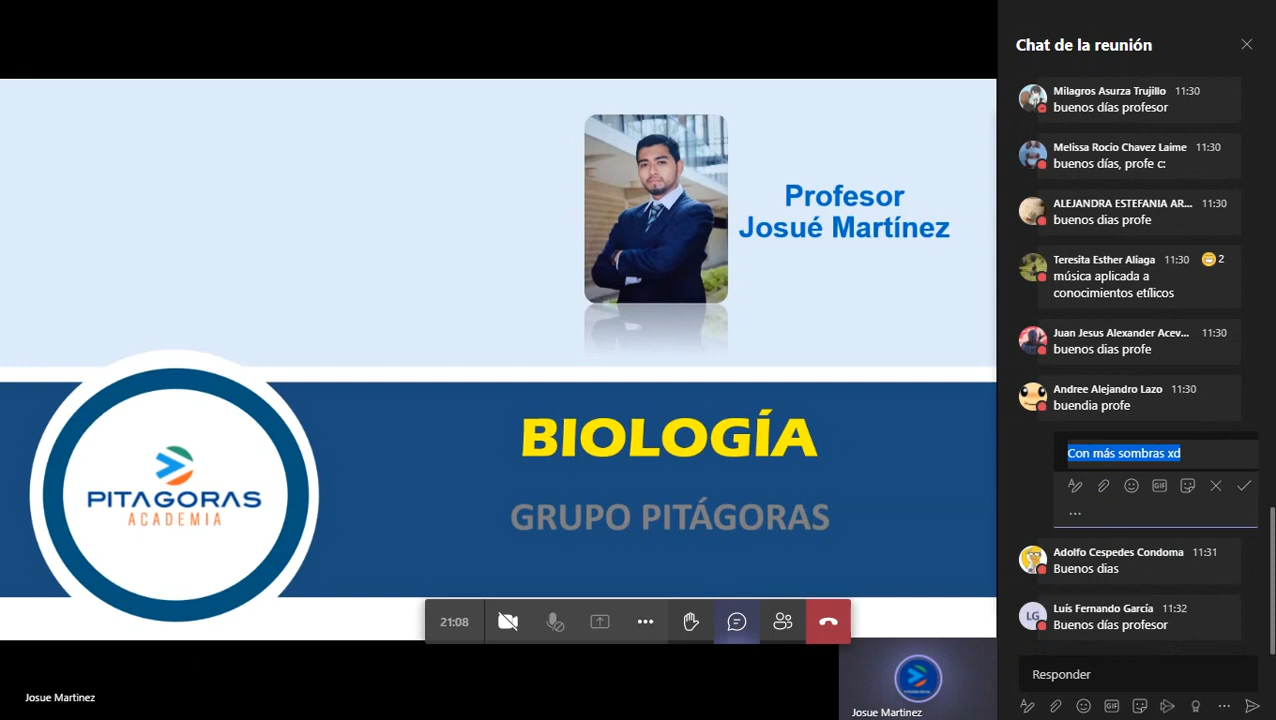 Profesor
Josué Martínez
PITAGORAS
ACADEMIA
BIOLOGÍA
GRUPO PITÁGORAS
21:08
Josue Martinez
Josue Martinez
Chat de la reunión
Milagros Asurza Trujillo 11:30
buenos días profesor
Melissa Rocio Chavez Laime 11:30
buenos días, profe c:
ALEJANDRA ESTEFANIA AR... 11:30
buenos dias profe
Teresita Esther Aliaga 11:30 2
música aplicada a
conocimientos etílicos
Juan Jesus Alexander Acev... 11:30
buenos dias profe
Andree Alejandro Lazo 11:30
buendia profe
Con más sombras xd
GIF
Adolfo Cespedes Condoma 11:31
Buenos dias
LG
Luís Fernando García 11:32
Buenos días profesor
Responder
GIF